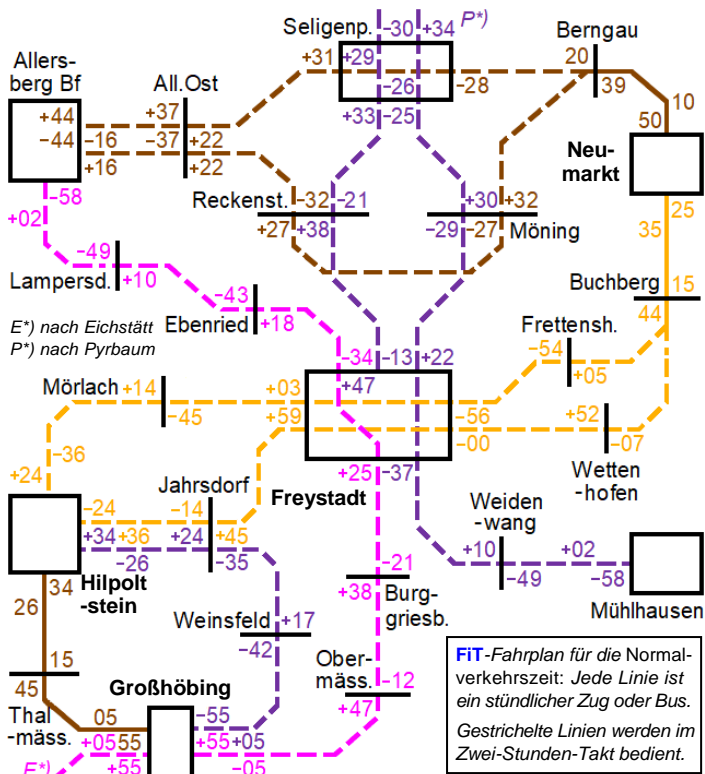 Seligenp.
−30 +34 P*)
Berngau
Allers-
berg Bf
All.Ost
+31 +29
20
−26 −28
39
+44 +37
10
+33 −25
50
−44 −16 −37 +22
+16 +22
Neu-
markt
−58
Reckenst. −32 −21
+30 +32
25
+02
+27 +38
−29 −27 Möning
35
−49
Lampersd. +10
−43
Ebenried +18
Buchberg 15
44
E*) nach Eichstätt
P*) nach Pyrbaum
Frettensh.
−34 −13 +22
−54
+05
Mörlach +14
+03 +47
−45
+59
−56
+52
−00
−07
−36
+24
+25 −37
Wetten
-hofen
Jahrsdorf
Freystadt
−24 −14
Weiden
-wang
+34 +36 +24 +45
−26 −35
+10 +02
−49 −58
Hilpolt
-stein
34
26
−21
+38
Burg-
griesb.
Mühlhausen
Weinsfeld +17
−42
Ober-
mäss.
−12
+47
15
45
Großhöbing
Thal
-mäss.
05
−55
+05 55
+55 +05
+55
−05
E*)
FiT-Fahrplan für die Normal-
verkehrszeit: Jede Linie ist
ein stündlicher Zug oder Bus.
Gestrichelte Linien werden im
Zwei-Stunden-Takt bedient.